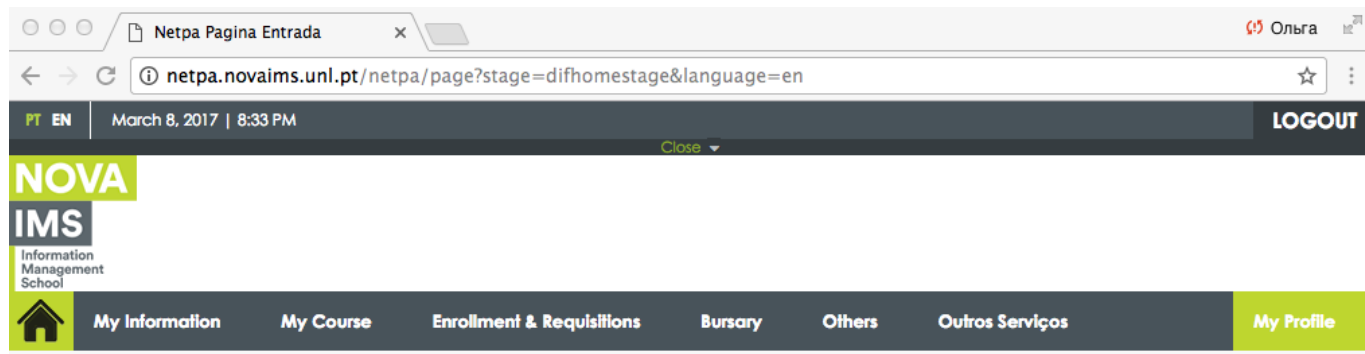 Netpa Pagina Entrada
Ольга
netpa.novaims.unl.pt/netpa/page?stage=difhomestage&language=en
PT EN March 8, 2017 | 8:33 PM LOGOUT
Close
NOVA
IMS
Information
Management
School
My Information My Course Enrollment & Requisitions Bursary Others Outros Serviços My Profile